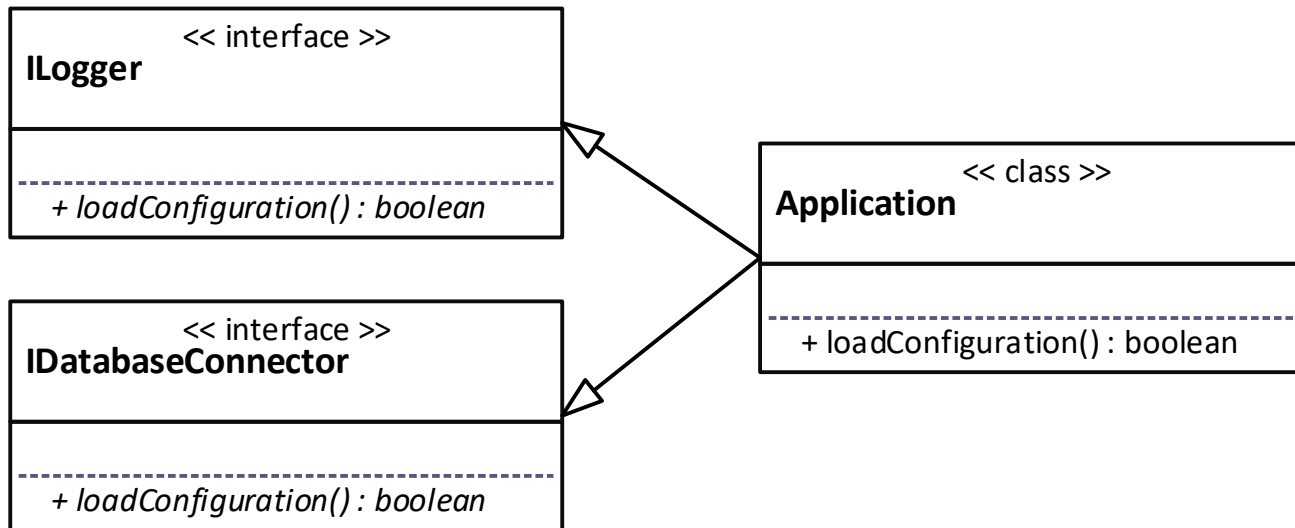 << interface >>
ILogger
+ loadConfiguration() : boolean
<< interface >>
IDatabaseConnector
+ loadConfiguration() : boolean
<< class >>
Application
+ loadConfiguration() : boolean